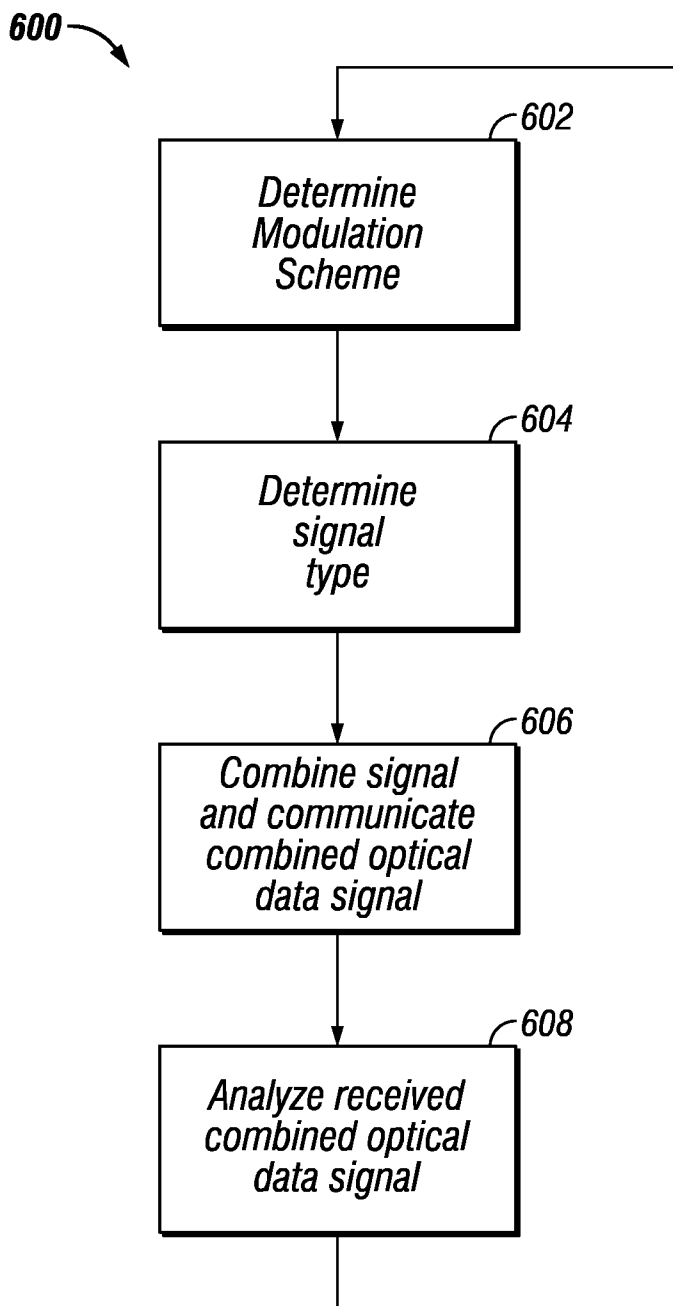 600
602
Determine
Modulation
Scheme
604
Determine
signal
type
606
Combine signal
and communicate
combined optical
data signal
608
Analyze received
combined optical
data signal